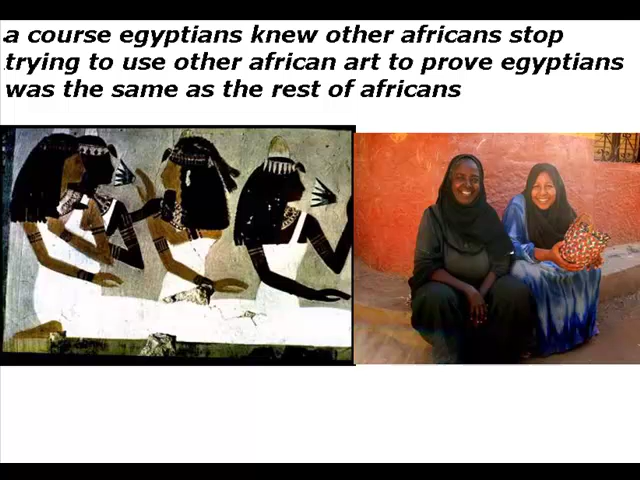 a course egyptians knew other africans stop
trying to use other african art to prove egyptians
was the same as the rest of africans